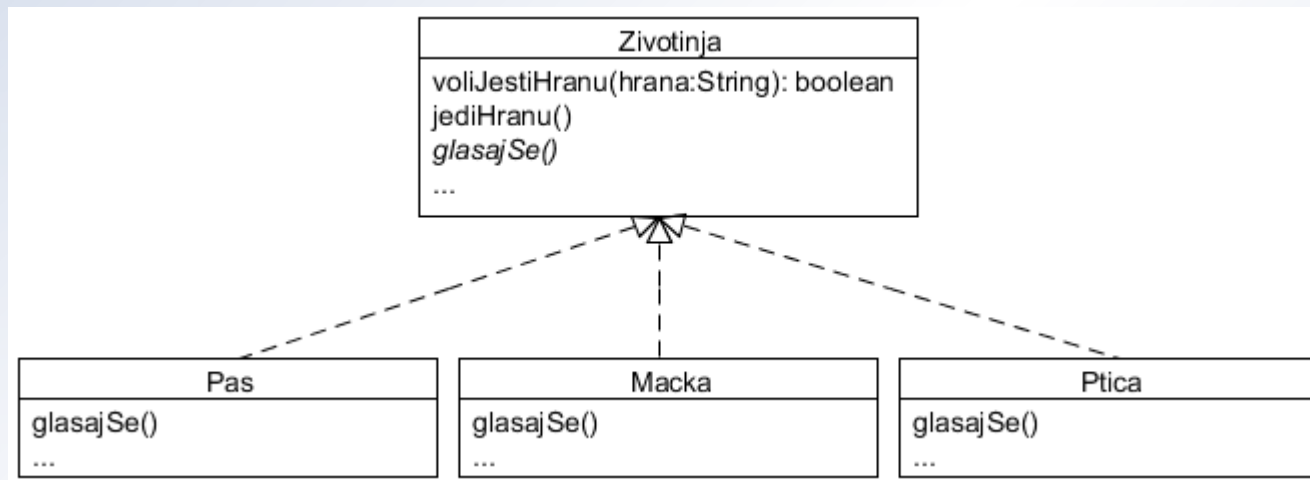 Zivotinja
voliJestiHranu(hrana:String): boolean
jediHranu()
glasajSe()
...
Pas
glasajSe()
...
Macka
glasajSe()
...
Ptica
glasajSe()
...